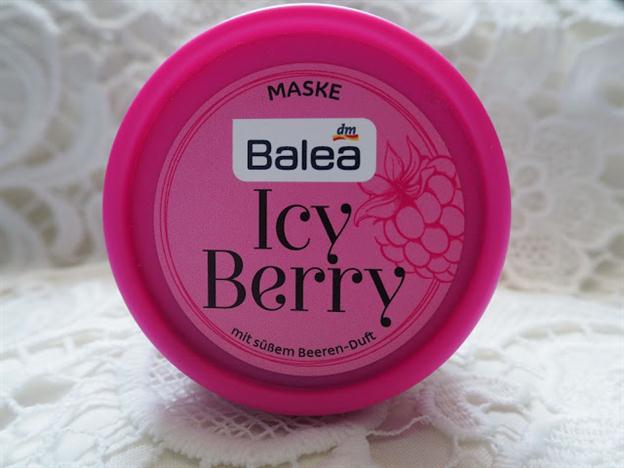 MASKE
dm
Balea
Icy
Berry
mit süßem Beeren-Duft